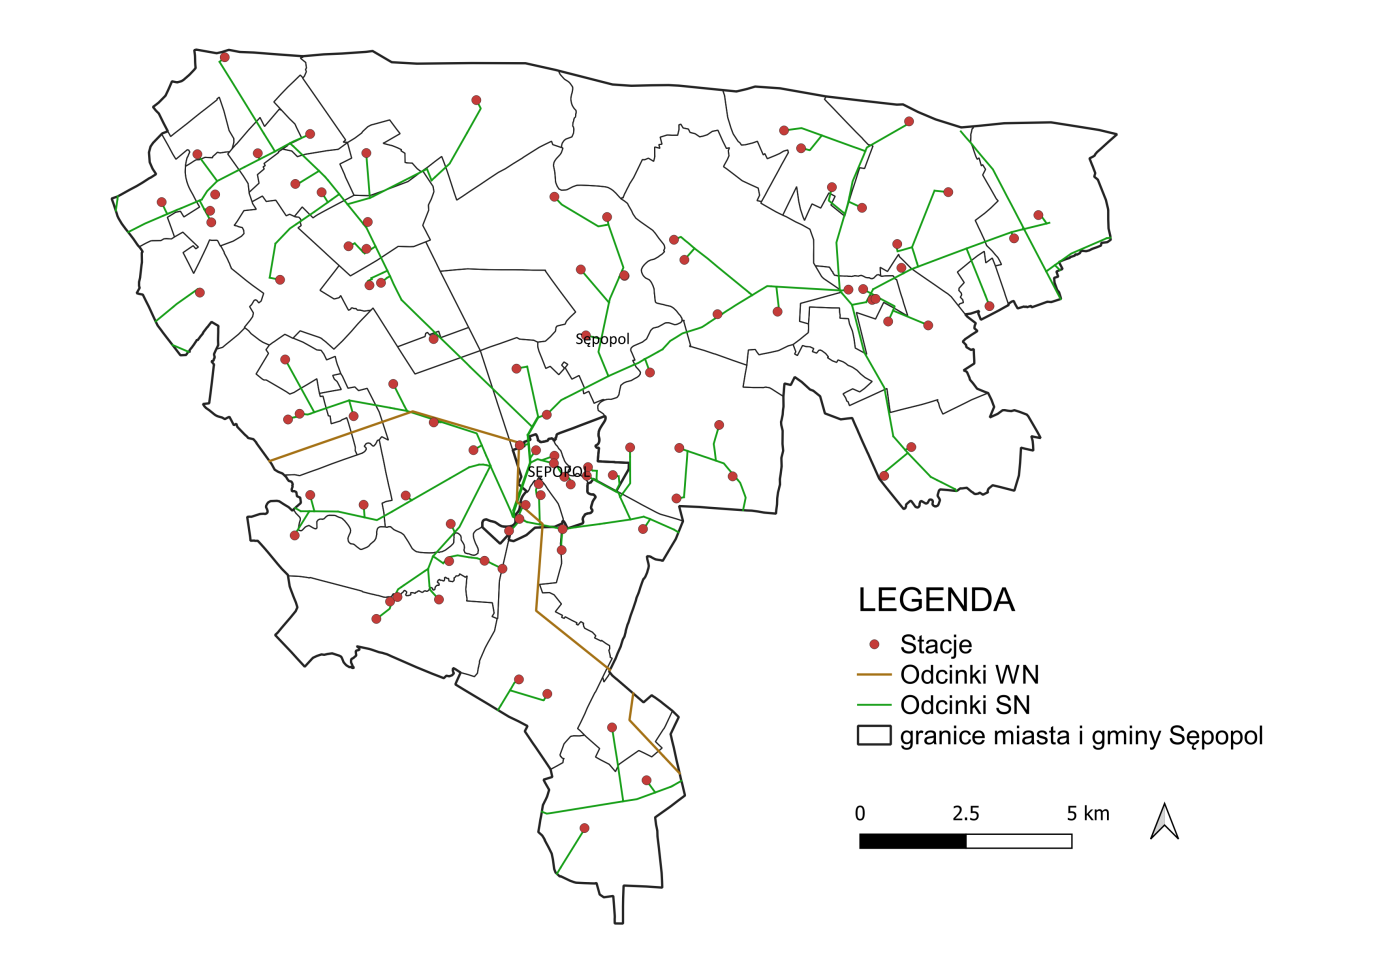 Sępopol
SĘPOPOL
LEGENDA
Stacje
Odcinki WN
Odcinki SN
granice miasta i gminy Sępopol
0 2.5 5 km